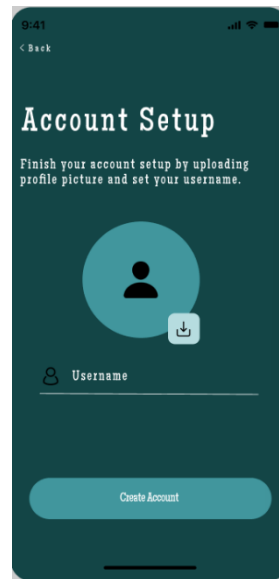 9:41
< Back
Account Setup
Finish your account setup by uploading
profile picture and set your username.
Username
Create Account